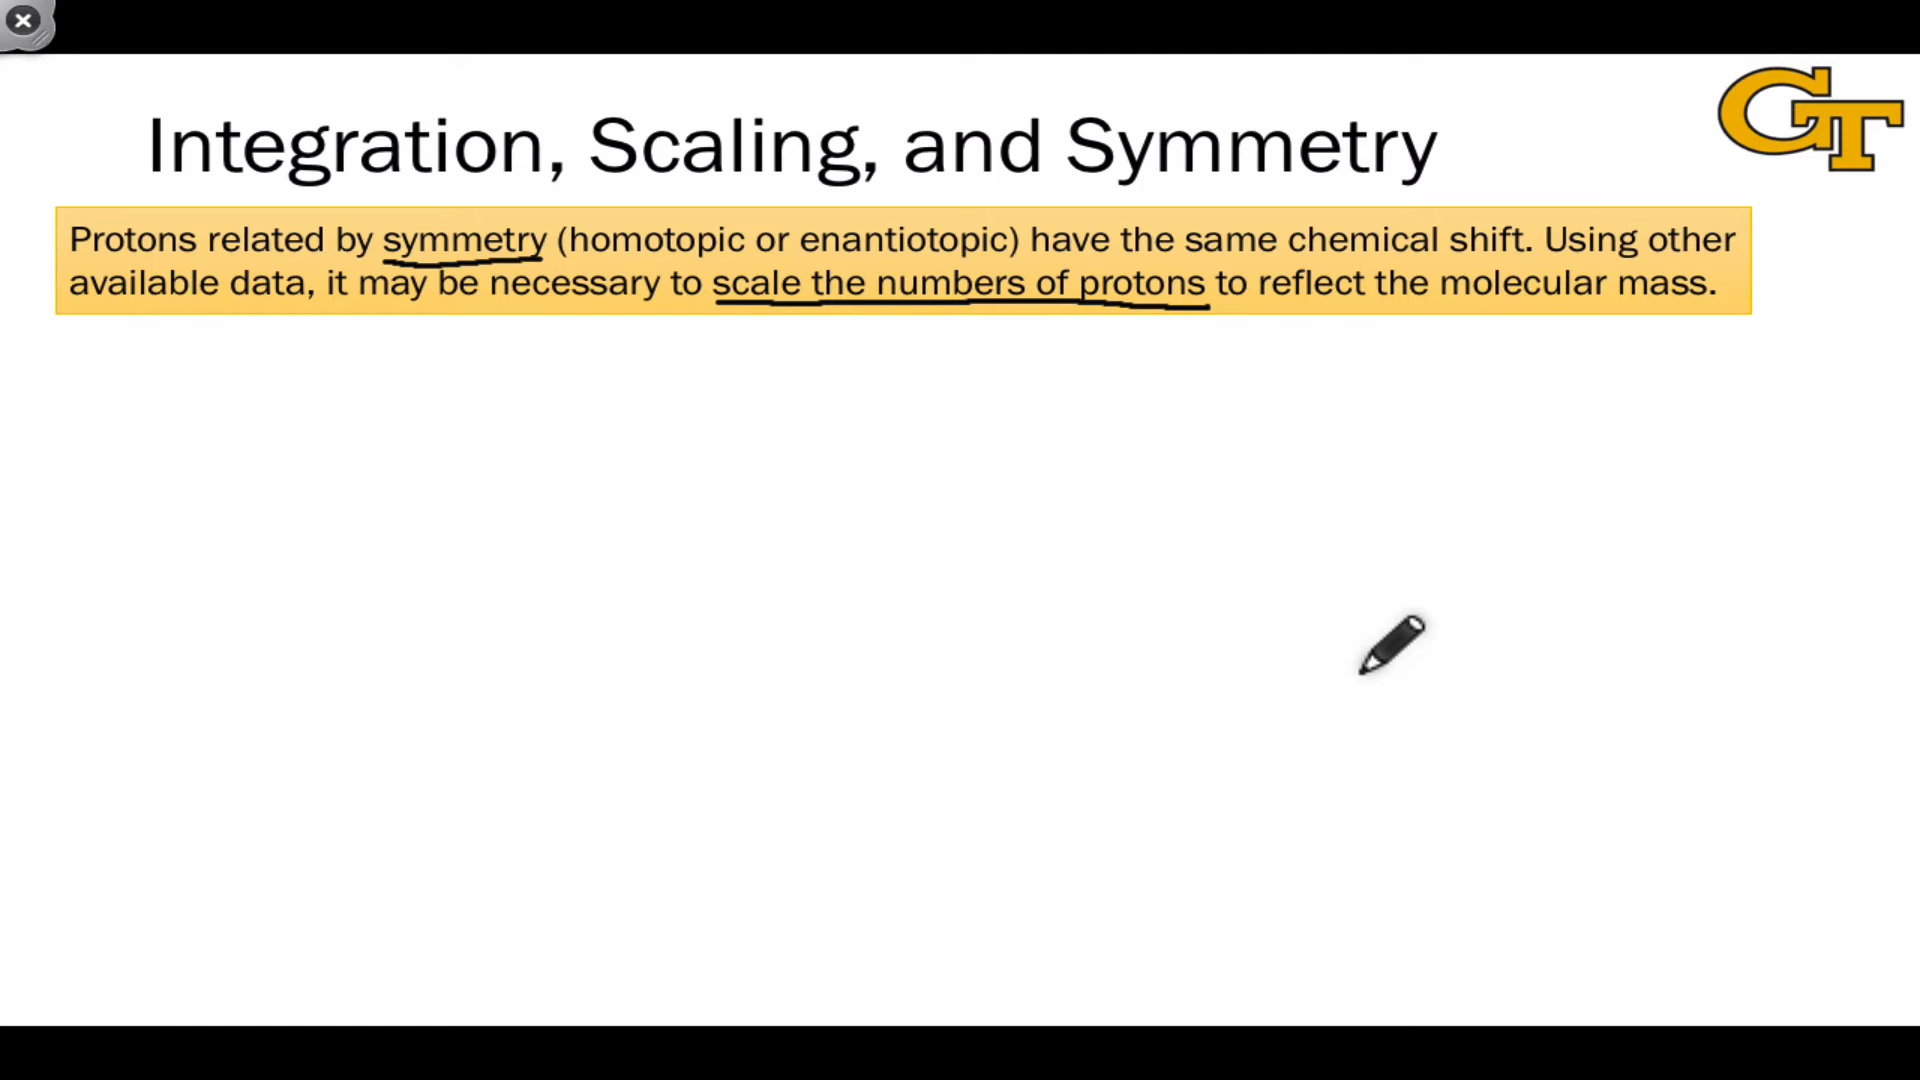 GT
Integration, Scaling, and Symmetry
Protons related by symmetry (homotopic or enantiotopic) have the same chemical shift. Using other
available data, it may be necessary to scale the numbers of protons to reflect the molecular mass.